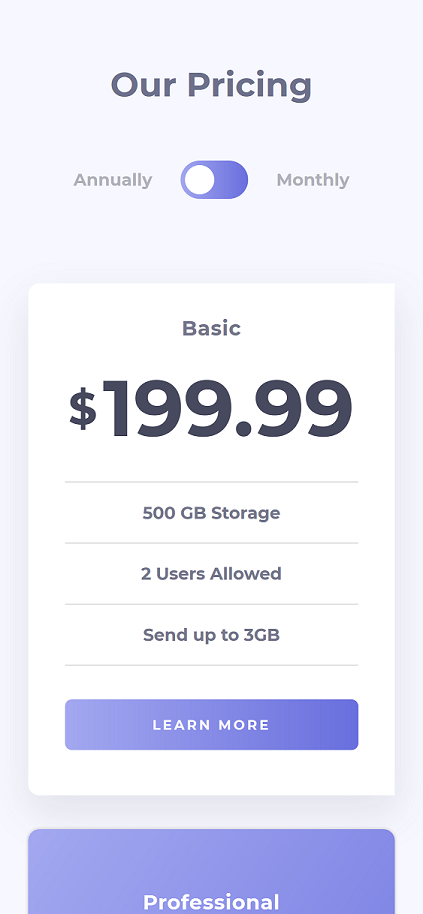 Our Pricing
Annually Monthly
Basic
$199.99
500 GB Storage
2 Users Allowed
Send up to 3GB
LEARN MORE
Professional